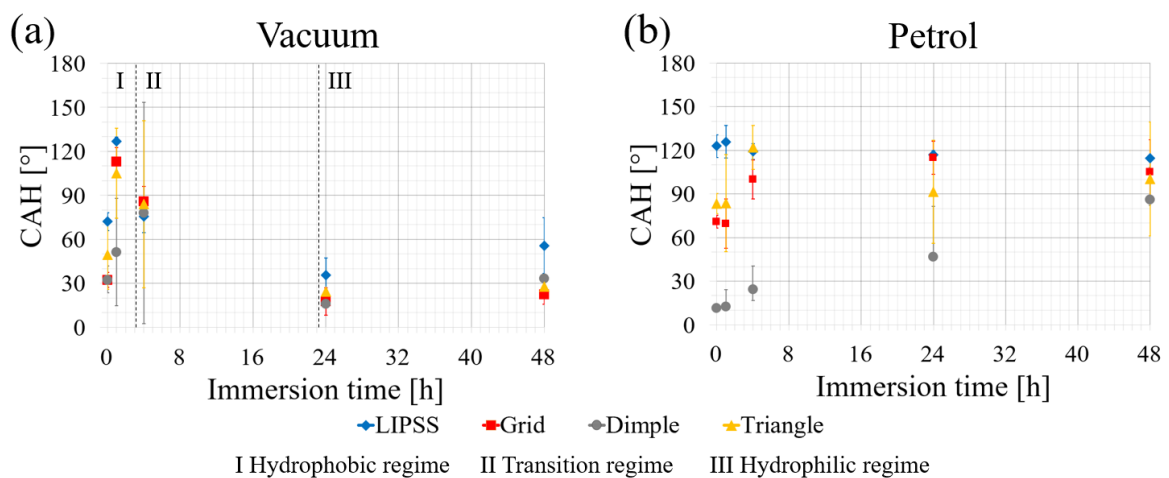 (a) Vacuum
180
150
120
90
60
30
0
CAH [°]
I II III
0 8 16 24 32 40 48
Immersion time [h]
(b) Petrol
180
150
120
90
60
30
0
CAH [°]
0 8 16 24 32 40 48
Immersion time [h]
LIPSS Grid Dimple Triangle
I Hydrophobic regime II Transition regime III Hydrophilic regime